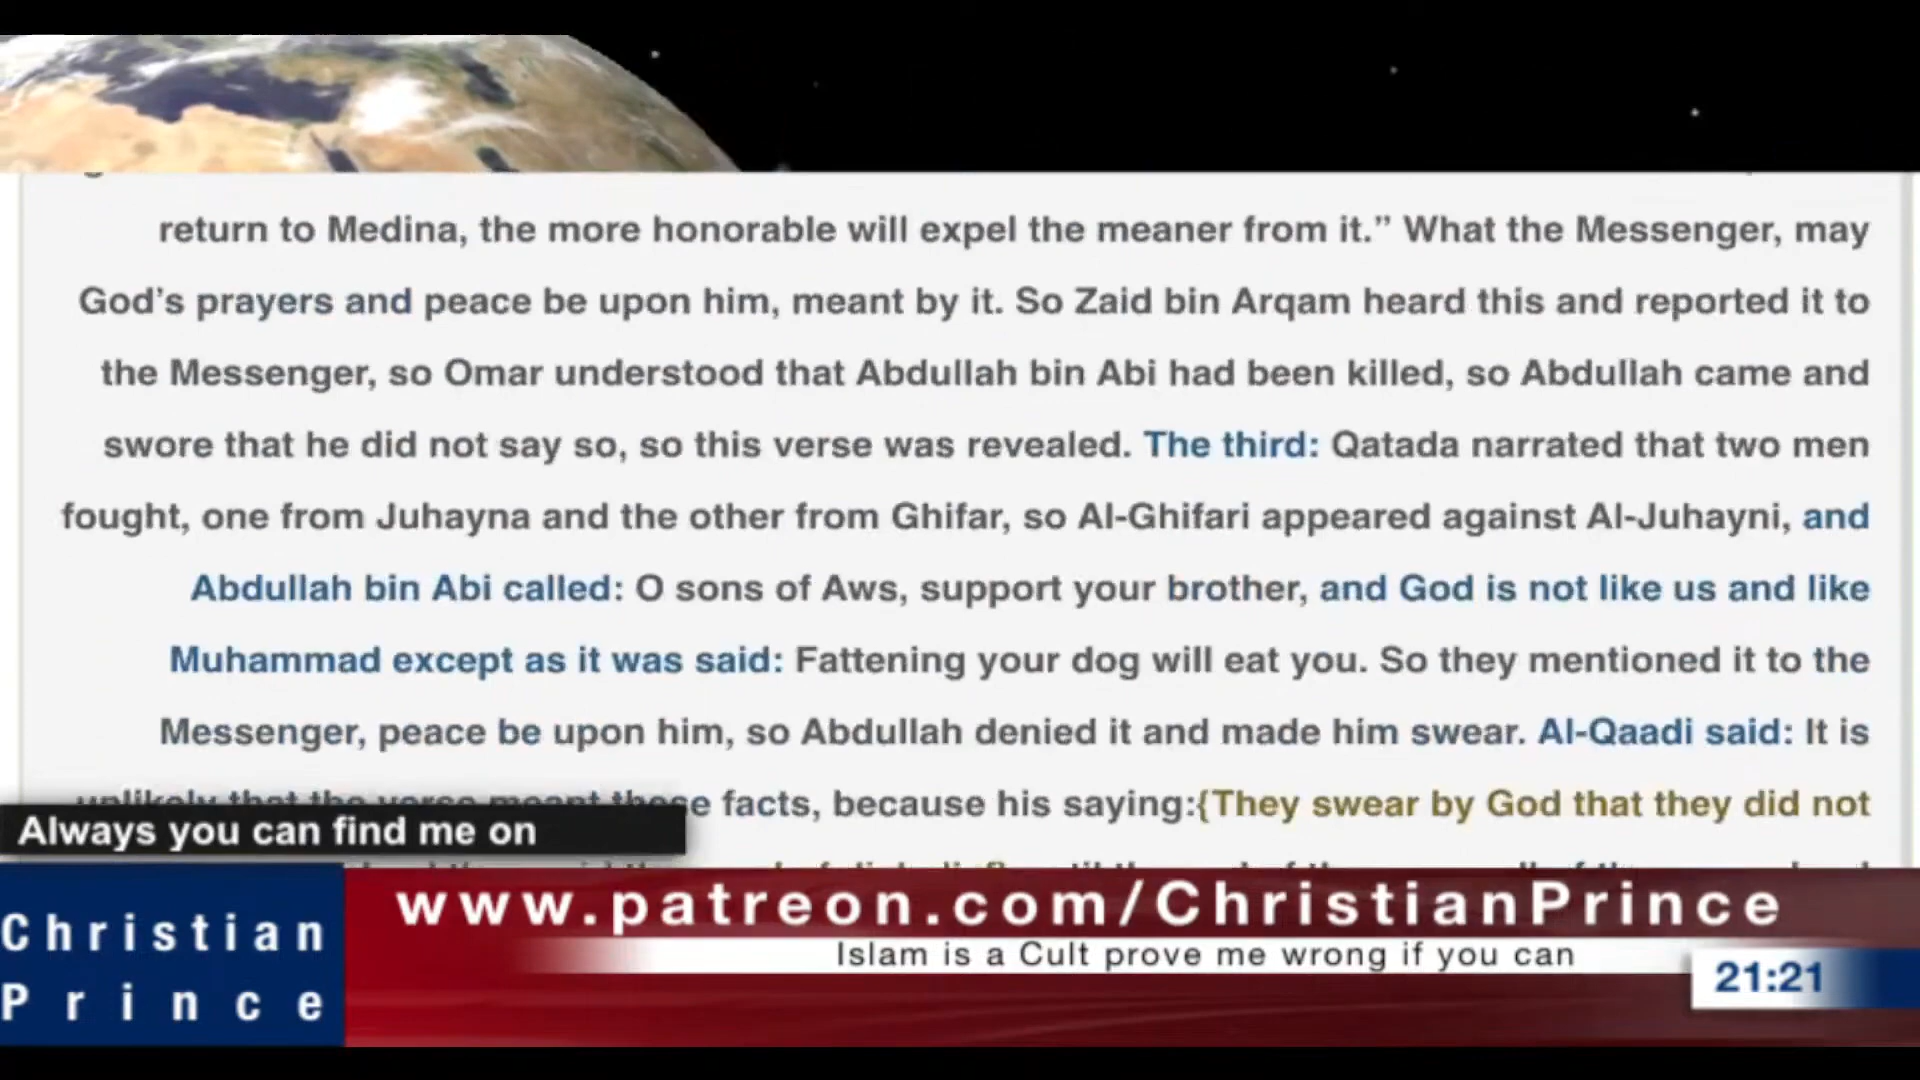 return to Medina, the more honorable will expel the meaner from it.” What the Messenger, may
God’s prayers and peace be upon him, meant by it. So Zaid bin Arqam heard this and reported it to
the Messenger, so Omar understood that Abdullah bin Abi had been killed, so Abdullah came and
swore that he did not say so, so this verse was revealed. The third: Qatada narrated that two men
fought, one from Juhayna and the other from Ghifar, so Al-Ghifari appeared against Al-Juhayni, and
Abdullah bin Abi called: O sons of Aws, support your brother, and God is not like us and like
Muhammad except as it was said: Fattening your dog will eat you. So they mentioned it to the
Messenger, peace be upon him, so Abdullah denied it and made him swear. Al-Qaadi said: It is
unlikely that the verse meant these facts, because his saying:{They swear by God that they did not
Always you can find me on
Christian
Prince
www.patreon.com/ChristianPrince
Islam is a Cult prove me wrong if you can
21:21